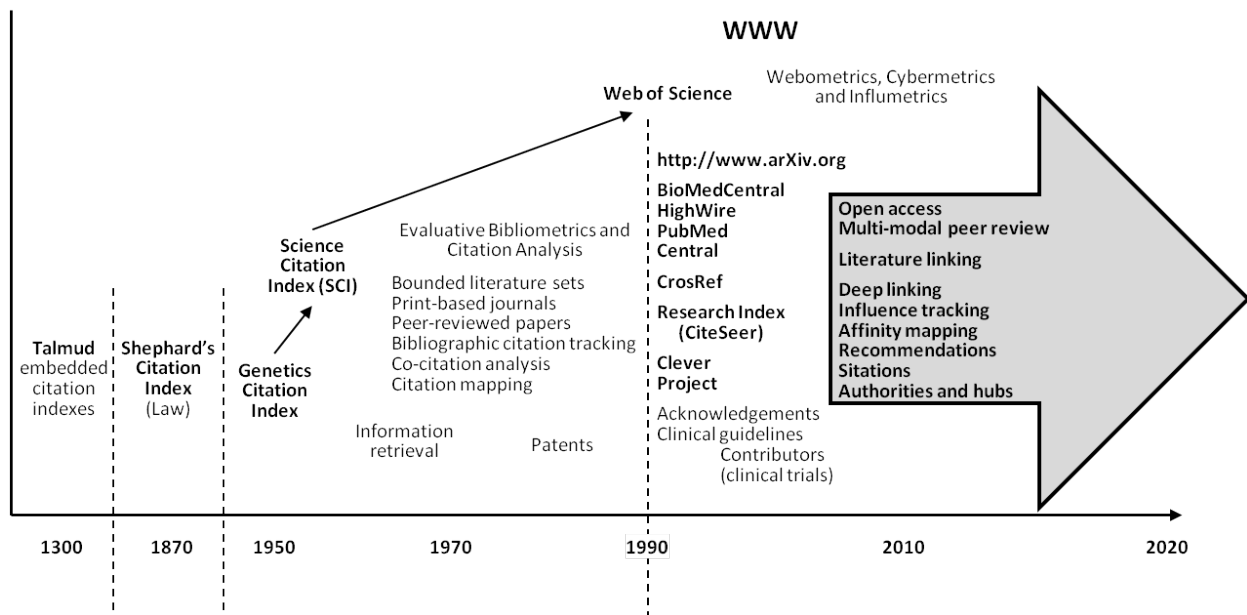 WWW
Webometrics, Cybermetrics
and Influmetrics
Web of Science
Talmud
embedded
citation
indexes
Shephard's
Citation
Index
(Law)
Genetics
Citation
Index
Science
Citation
Index (SCI)
Evaluative Bibliometrics and
Citation Analysis
Bounded literature sets
Print-based journals
Peer-reviewed papers
Bibliographic citation tracking
Co-citation analysis
Citation mapping
Information
retrieval
Patents
http://www.arXiv.org
BioMedCentral
HighWire
PubMed
Central
CrosRef
Research Index
(CiteSeer)
Clever
Project
Acknowledgements
Clinical guidelines
Contributors
(clinical trials)
Open access
Multi-modal peer review
Literature linking
Deep linking
Influence tracking
Affinity mapping
Recommendations
Sitations
Authorities and hubs
1300
1870
1950
1970
1990
2010
2020